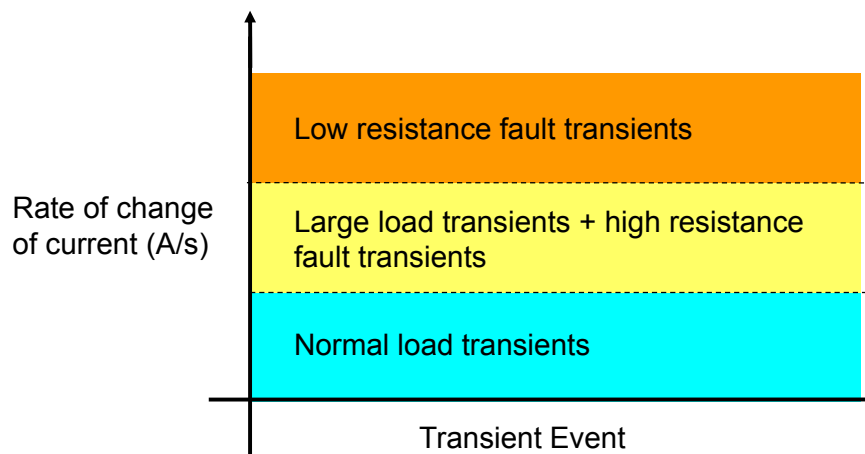 Low resistance fault transients
Rate of change
of current (A/s)
Large load transients + high resistance
fault transients
Normal load transients
Transient Event